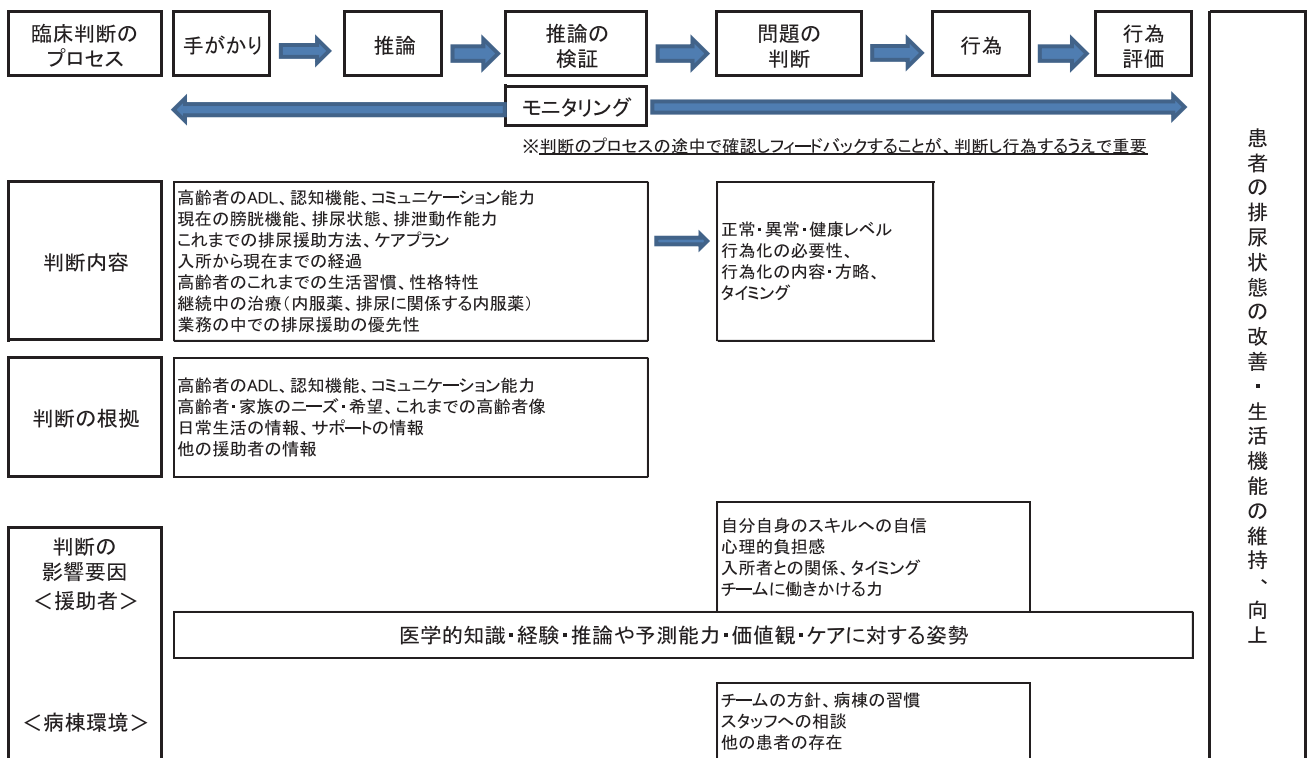 臨床判断の
プロセス
手がかり
推論
推論の
検証
問題の
判断
行為
行為
評価
モニタリング
※判断のプロセスの途中で確認しフィードバックすることが、判断し行為するうえで重要
判断内容
高齢者のADL、認知機能、コミュニケーション能力
現在の膀胱機能、排尿状態、排泄動作能力
これまでの排尿援助方法、ケアプラン
入所から現在までの経過
高齢者のこれまでの生活習慣、性格特性
継続中の治療（内服薬、排尿に関係する内服薬）
業務の中での排尿援助の優先性
正常・異常・健康レベル
行為化の必要性、
行為化の内容・方略、
タイミング
判断の根拠
高齢者のADL、認知機能、コミュニケーション能力
高齢者・家族のニーズ・希望、これまでの高齢者像
日常生活の情報、サポートの情報
他の援助者の情報
判断の
影響要因
＜援助者＞
自分自身のスキルへの自信
心理的負担感
入所者との関係、タイミング
チームに働きかける力
医学的知識・経験・推論や予測能力・価値観・ケアに対する姿勢
＜病棟環境＞
チームの方針、病棟の習慣
スタッフへの相談
他の患者の存在
患者の排尿状態の改善・生活機能の維持、向上